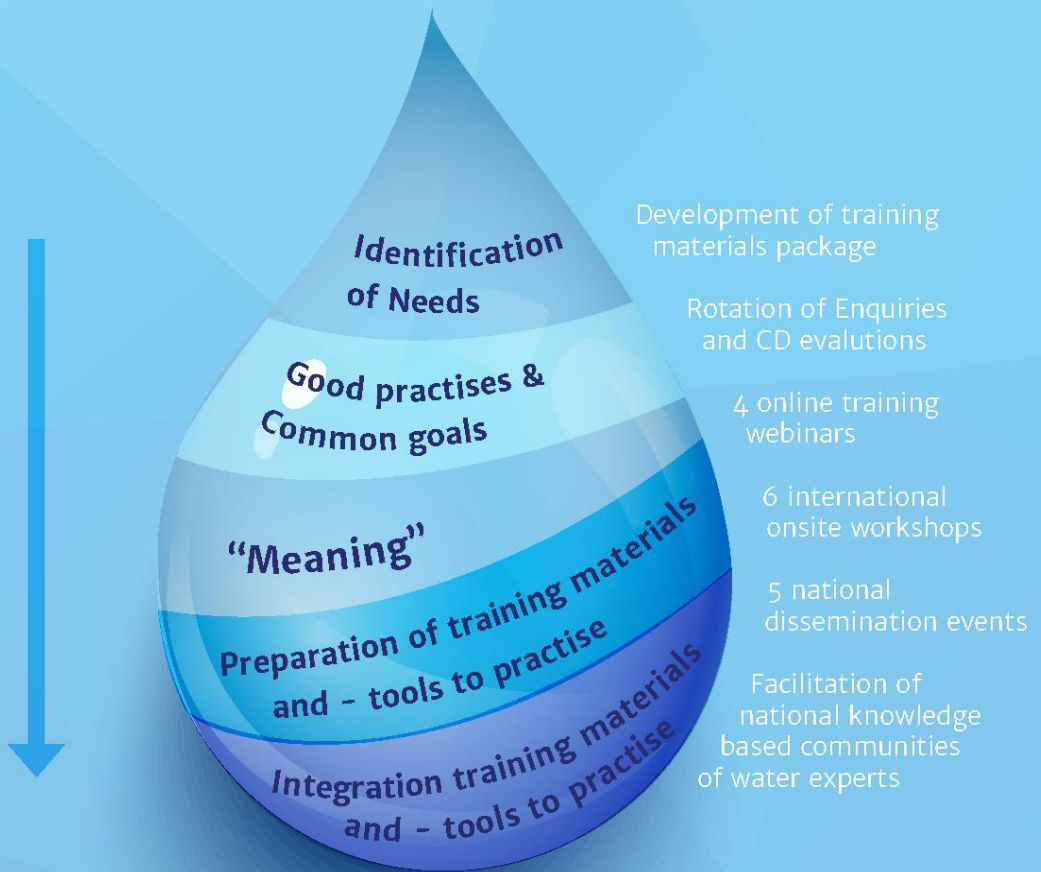 Identification
of Needs
Good practises &
Common goals
“Meaning”
Preparation of training materials
and - tools to practise
Integration training materials
and - tools to practise
Development of training
materials package
Rotation of Enquiries
and CD evalutions
4 online training
webinars
6 international
onsite workshops
5 national
dissemination events
Facilitation of
national knowledge
based communities
of water experts